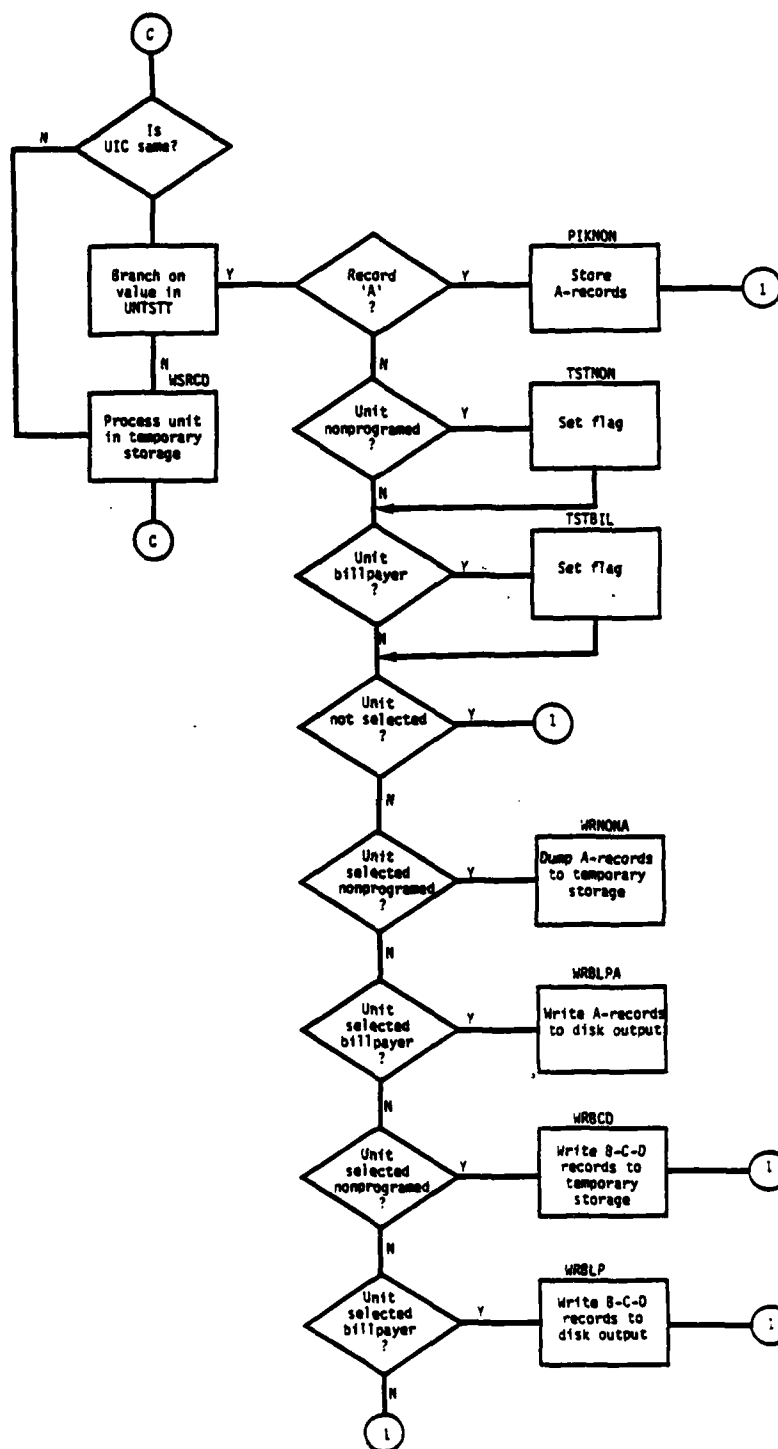 C
Is
UIC same?
N
Branch on
value in
UNTSTT
Y
Record
'A'
?
Y
PIKNON
Store
A-records
1
N
WSRCD
Process unit
in temporary
storage
C
N
Unit
nonprogramed
?
Y
TSTNON
Set flag
N
Unit
billpayer
?
Y
TSTBIL
Set flag
N
Unit
not selected
?
Y
1
N
Unit
selected
nonprogramed
?
Y
WRNONA
Dump A-records
to temporary
storage
N
Unit
selected
billpayer
?
Y
WRBLPA
Write A-records
to disk output
N
Unit
selected
nonprogramed
?
Y
WRBCD
Write B-C-D
records to
temporary
storage
1
N
Unit
selected
billpayer
?
Y
WRBLP
Write B-C-D
records to
disk output
1
N
1